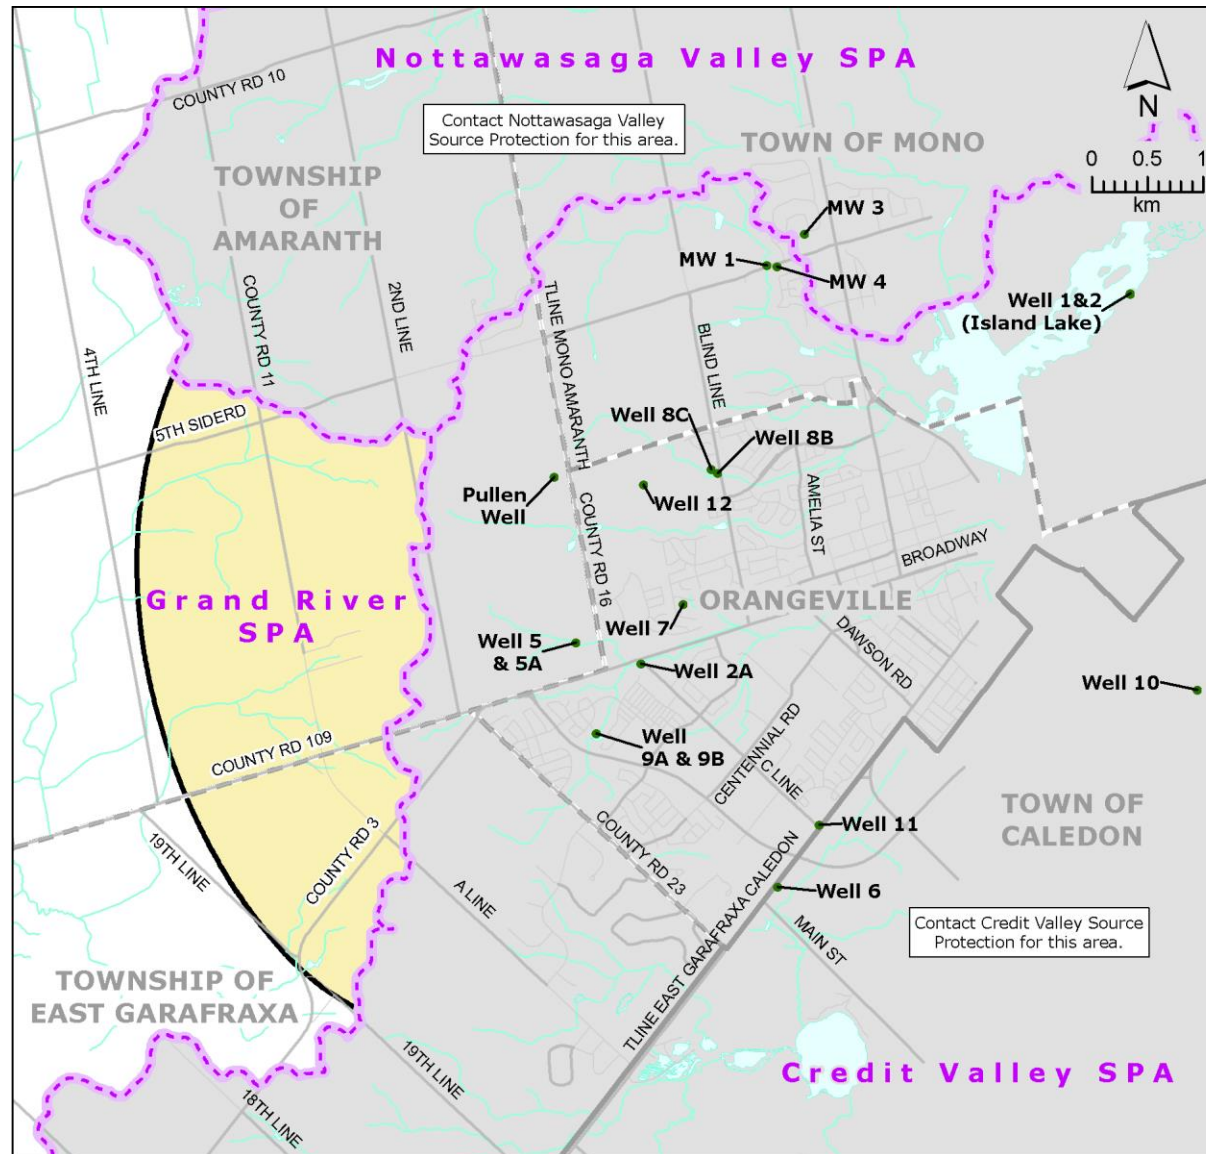 Nottawasaga Valley SPA
COUNTY RD 10
Contact Nottawasaga Valley
Source Protection for this area.
N
0 0.5 1
km
TOWN OF MONO
TOWNSHIP
OF
AMARANTH
MW 3
MW 1
MW 4
Well 1&2
(Island Lake)
4TH LINE
COUNTY RD 11
2ND LINE
TLINE MONO AMARANTH
BLIND LINE
5TH SIDERD
Well 8C
Well 8B
Pullen
Well
Well 12
COUNTY RD 16
AMELIA ST
BROADWAY
Grand River
SPA
Well 7
ORANGEVILLE
Well 5
& 5A
Well 2A
DAWSON RD
Well 10
COUNTY RD 109
Well
9A & 9B
CENTENNIAL RD
C LINE
TOWN OF
CALEDON
Well 11
19TH LINE
COUNTY RD 3
A LINE
COUNTY RD 23
Well 6
MAIN ST
Contact Credit Valley Source
Protection for this area.
TLINE EAST GARAFRAXA CALEDON
TOWNSHIP OF
EAST GARAFRAXA
19TH LINE
18TH LINE
Credit Valley SPA